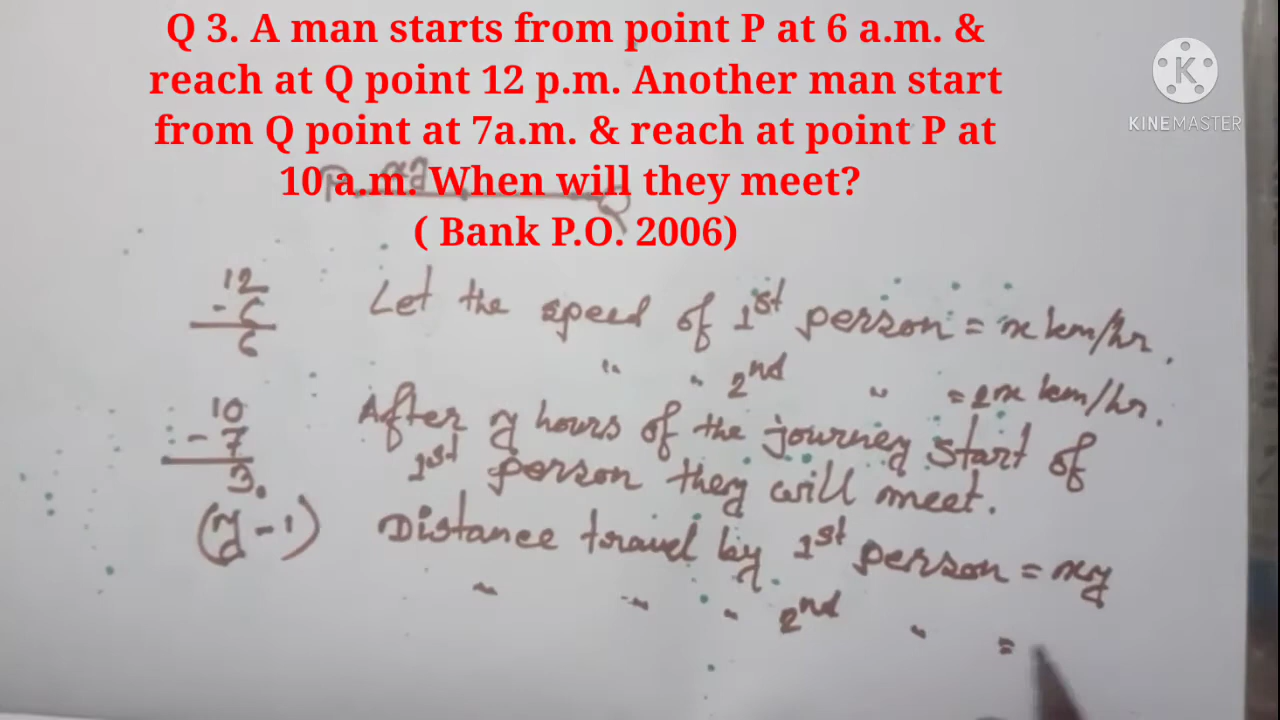 Q 3. A man starts from point P at 6 a.m. &
reach at Q point 12 p.m. Another man start
from Q point at 7a.m. & reach at point P at
10 a.m. When will they meet?
( Bank P.O. 2006)
KINEMASTER
P xy Q
12
- 6
6
Let the speed of 1st person = x km/hr.
" " 2nd " = 2x km/hr.
10
- 7
3.
After y hours of the journey start of
1st person they will meet.
(y-1)
Distance travel by 1st person = xy
" " " 2nd " =